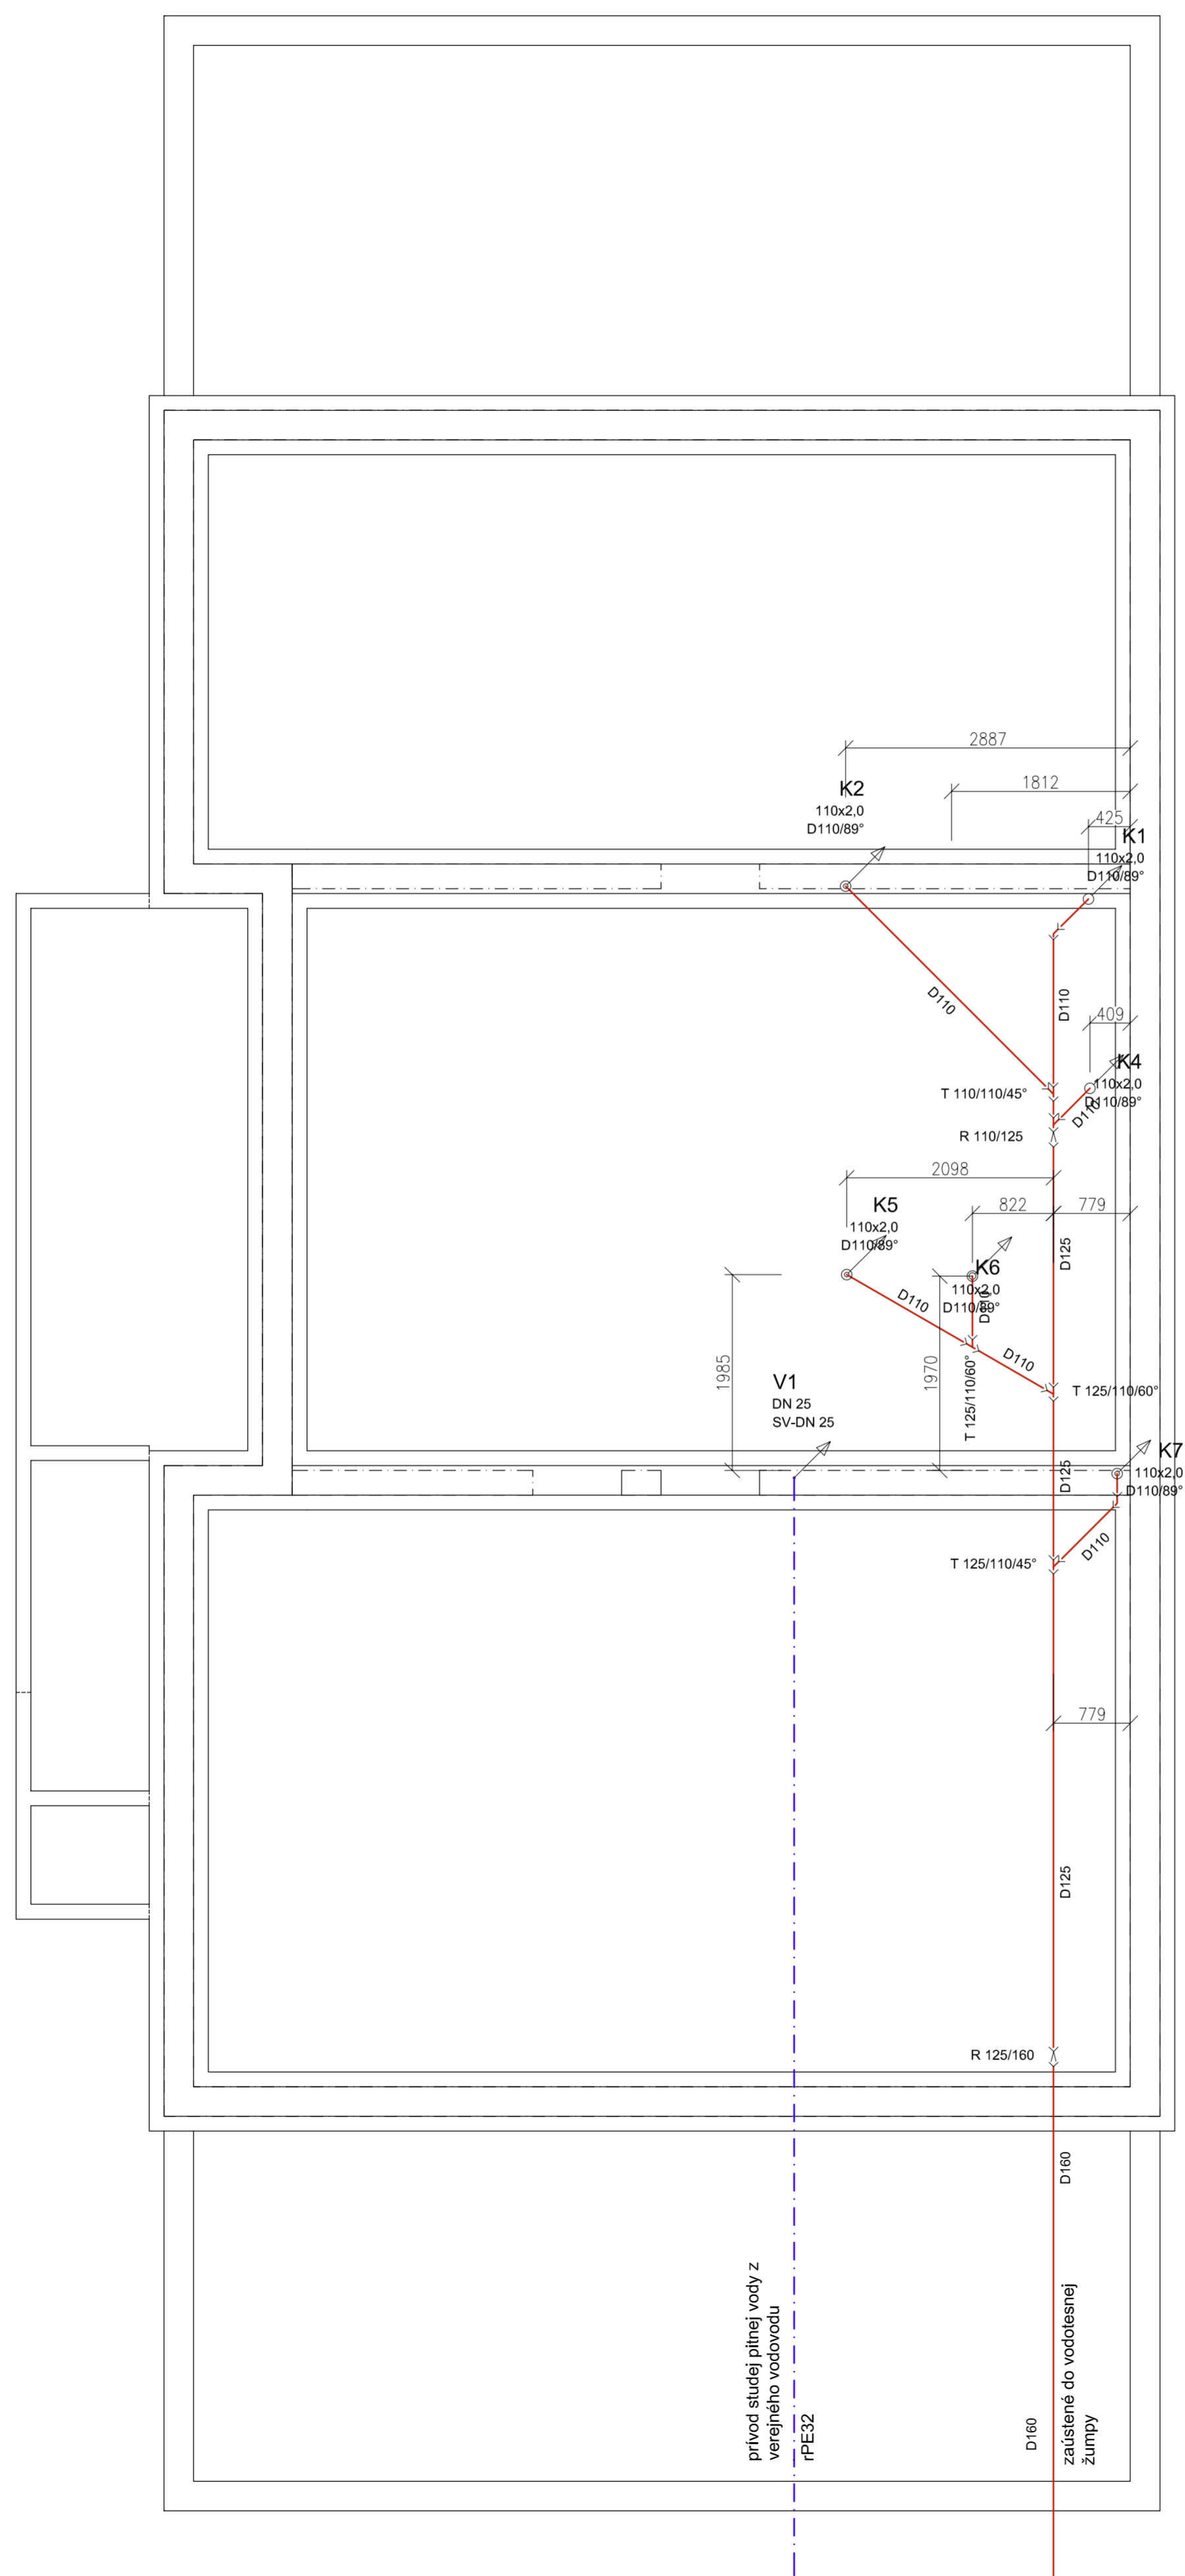 2887
1812
K2
110x2,0
D110/89°
425
K1
110x2,0
D110/89°
D110
D110
409
K4
110x2,0
D110/89°
D110
T 110/110/45°
R 110/125
2098
K5
110x2,0
D110/89°
822
779
D125
K6
110x2,0
D110/89°
D110
D110
D110
1985
1970
T 125/110/60°
T 125/110/60°
V1
DN 25
SV-DN 25
D125
K7
110x2,0
D110/89°
D110
T 125/110/45°
779
D125
R 125/160
D160
prívod studej pitnej vody z
verejného vodovodu
rPE32
D160
zaústené do vodotesnej
žumpy